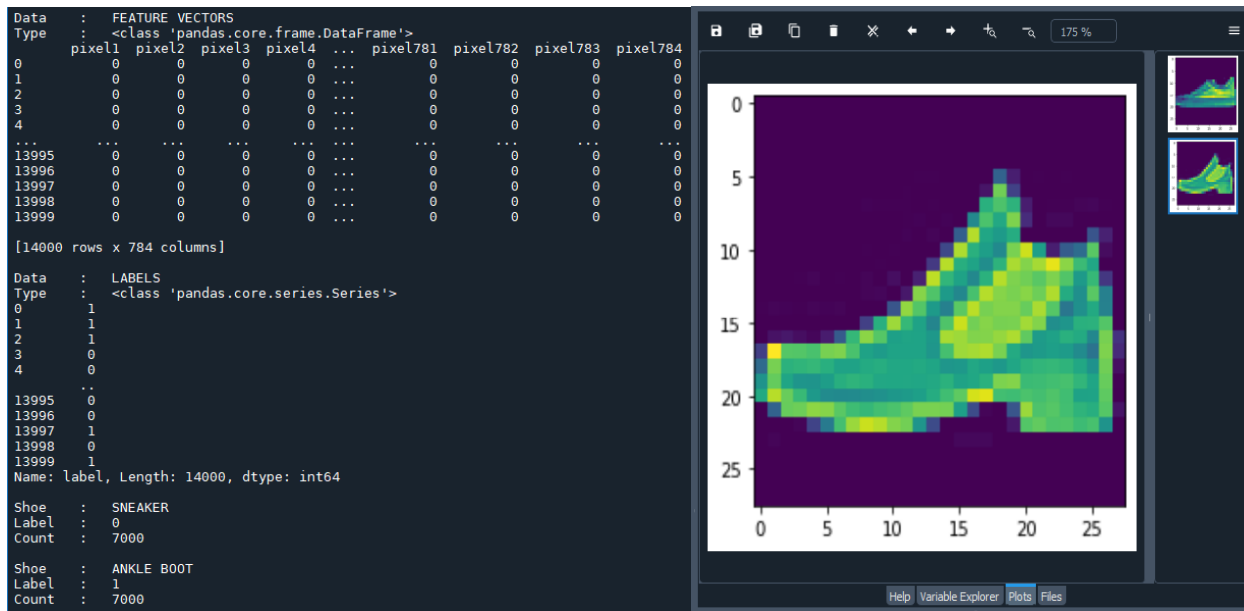 Data    :   FEATURE VECTORS
Type    :   <class 'pandas.core.frame.DataFrame'>
       pixel1  pixel2  pixel3  pixel4  ...  pixel781  pixel782  pixel783  pixel784
0           0       0       0       0  ...         0         0         0         0
1           0       0       0       0  ...         0         0         0         0
2           0       0       0       0  ...         0         0         0         0
3           0       0       0       0  ...         0         0         0         0
4           0       0       0       0  ...         0         0         0         0
...       ...     ...     ...     ...  ...       ...       ...       ...       ...
13995       0       0       0       0  ...         0         0         0         0
13996       0       0       0       0  ...         0         0         0         0
13997       0       0       0       0  ...         0         0         0         0
13998       0       0       0       0  ...         0         0         0         0
13999       0       0       0       0  ...         0         0         0         0
[14000 rows x 784 columns]
Data    :   LABELS
Type    :   <class 'pandas.core.series.Series'>
0        1
1        1
2        1
3        0
4        0
        ..
13995    0
13996    0
13997    1
13998    0
13999    1
Name: label, Length: 14000, dtype: int64
Shoe    :   SNEAKER
Label   :   0
Count   :   7000
Shoe    :   ANKLE BOOT
Label   :   1
Count   :   7000
175 %
0
5
10
15
20
25
0 5 10 15 20 25
Help Variable Explorer Plots Files